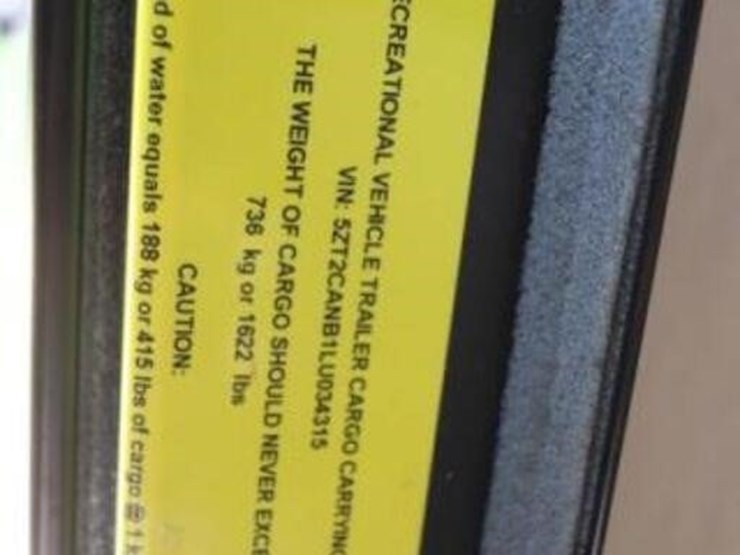 ECREATIONAL VEHICLE TRAILER CARGO CARRYING
VIN: 5ZT2CANB1LU034315
THE WEIGHT OF CARGO SHOULD NEVER EXCE
736 kg or 1622 lbs
CAUTION:
d of water equals 188 kg or 415 lbs of cargo @ 1 k